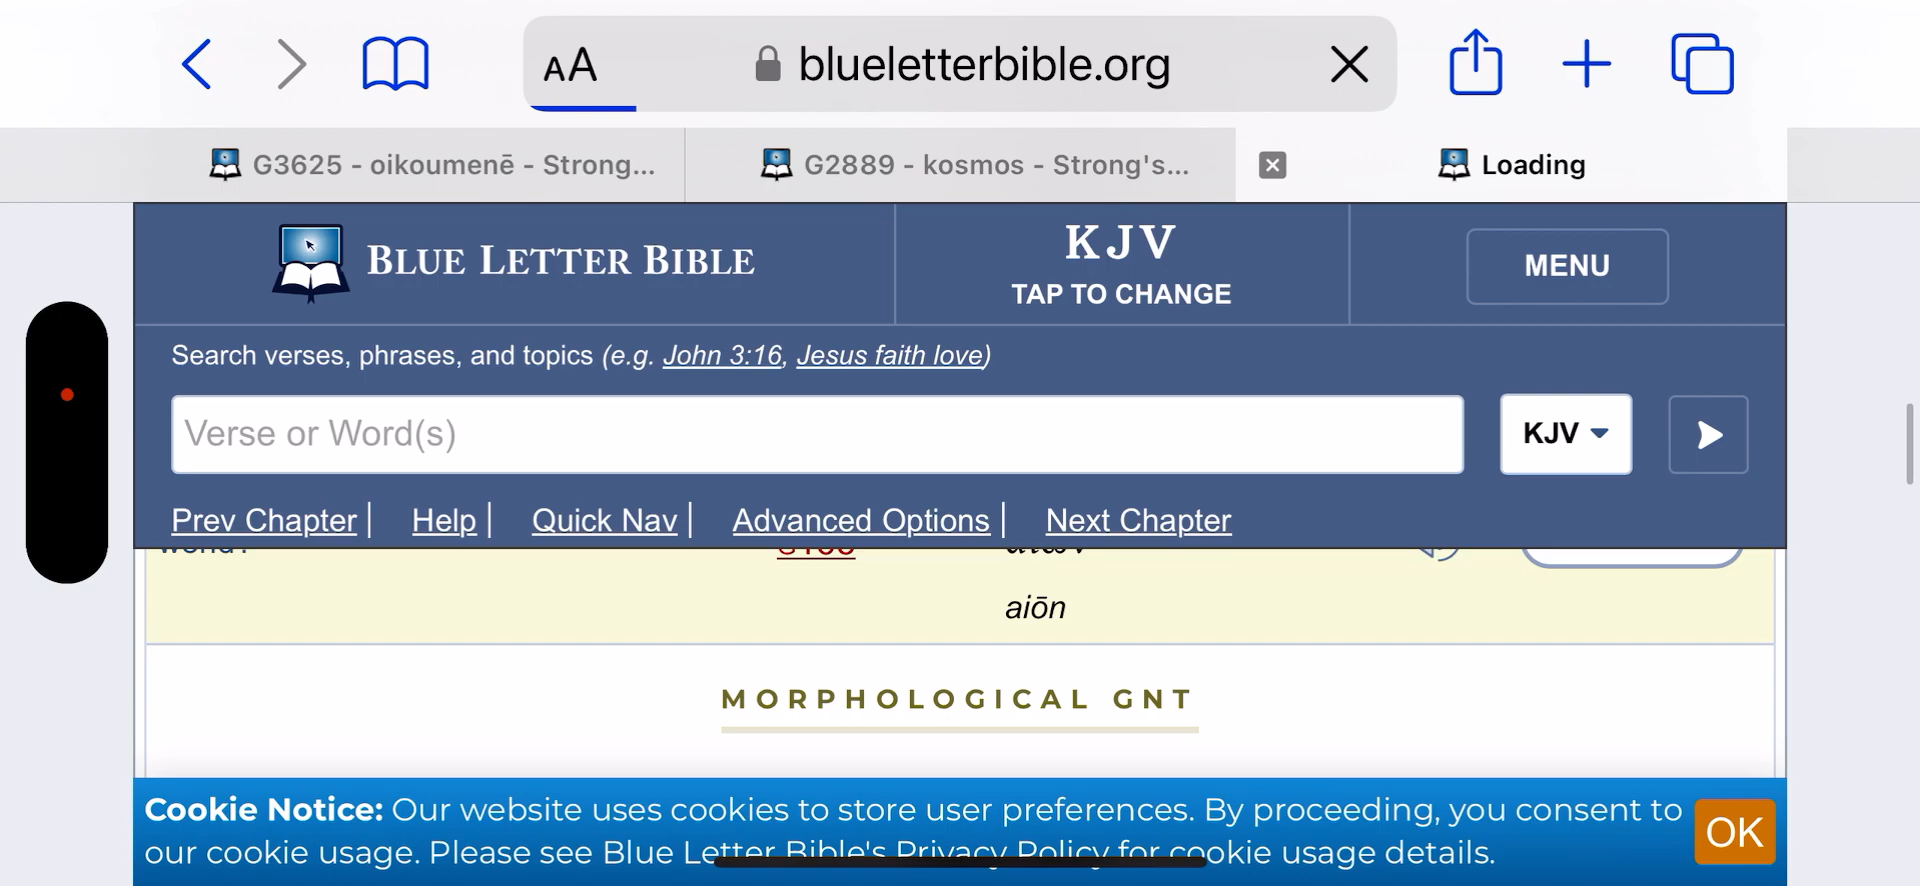 AA blueletterbible.org
G3625 - oikoumenē - Strong...
G2889 - kosmos - Strong's...
Loading
BLUE LETTER BIBLE
KJV
TAP TO CHANGE
MENU
Search verses, phrases, and topics (e.g. John 3:16, Jesus faith love)
Verse or Word(s)
KJV
Prev Chapter | Help | Quick Nav | Advanced Options | Next Chapter
aiōn
MORPHOLOGICAL GNT
Cookie Notice: Our website uses cookies to store user preferences. By proceeding, you consent to
our cookie usage. Please see Blue Letter Bible's Privacy Policy for cookie usage details.
OK